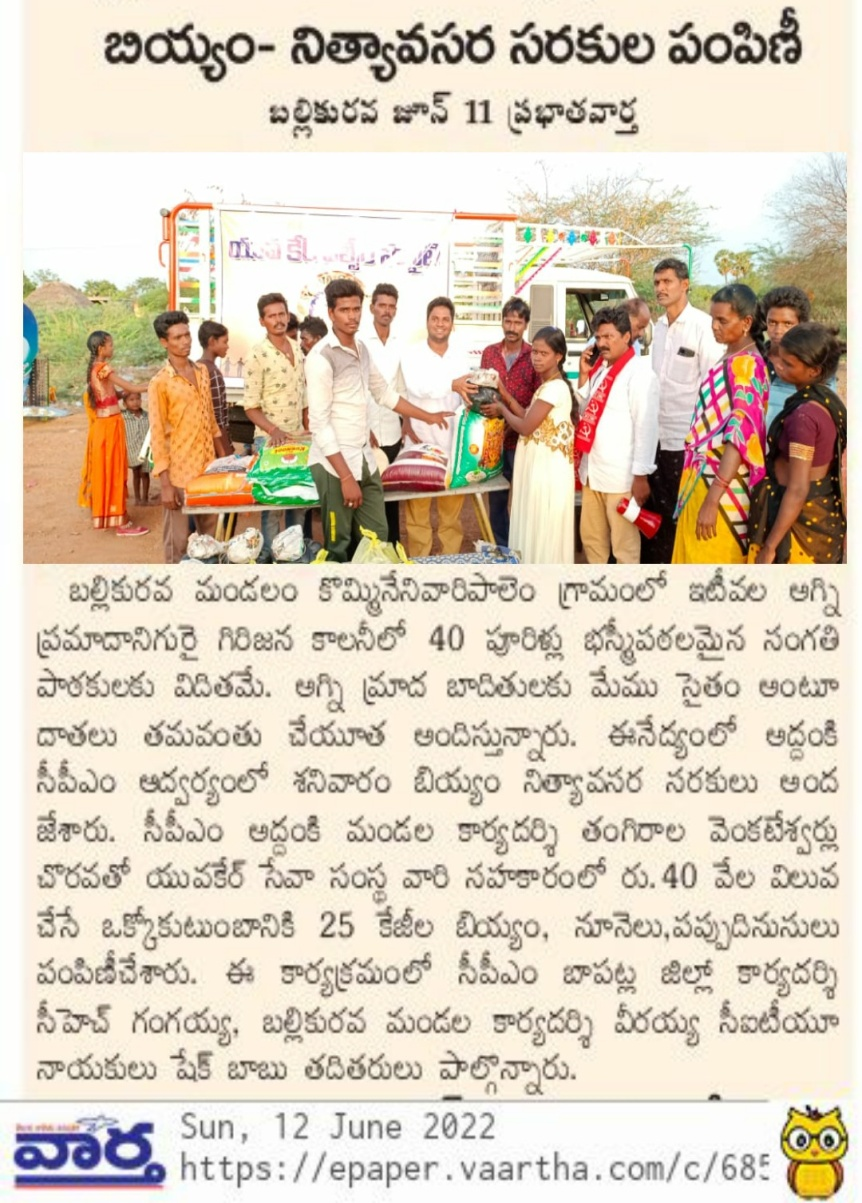 బియ్యం- నిత్యావసర సరకుల పంపిణీ
బల్లికురవ జూన్ 11 ప్రభాతవార్త
బల్లికురవ మండలం కొమ్మినేనివారిపాలెం గ్రామంలో ఇటీవల అగ్ని
ప్రమాదానిగురై గిరిజన కాలనీలో 40 పూరిళ్లు భస్మీపఠలమైన సంగతి
పాఠకులకు విదితమే. అగ్ని ప్రమాద బాదితులకు మేము సైతం అంటూ
దాతలు తమవంతు చేయూత అందిస్తున్నారు. ఈనేద్యంలో అద్దంకి
సీపీఎం ఆద్వర్యంలో శనివారం బియ్యం నిత్యావసర సరకులు అంద
జేశారు. సీపీఎం అద్దంకి మండల కార్యదర్శి తంగిరాల వెంకటేశ్వర్లు
చొరవతో యువకేర్ సేవా సంస్థ వారి సహకారంలో రు.40 వేల విలువ
చేసే ఒక్కోకుటుంబానికి 25 కేజీల బియ్యం, నూనెలు,పప్పుదినుసులు
పంపిణీచేశారు. ఈ కార్యక్రమంలో సీపీఎం బాపట్ల జిల్లా కార్యదర్శి
సీహెచ్ గంగయ్య, బల్లికురవ మండల కార్యదర్శి వీరయ్య సీఐటీయూ
నాయకులు షేక్ బాబు తదితరులు పాల్గొన్నారు.
వార్త
Sun, 12 June 2022
https://epaper.vaartha.com/c/685